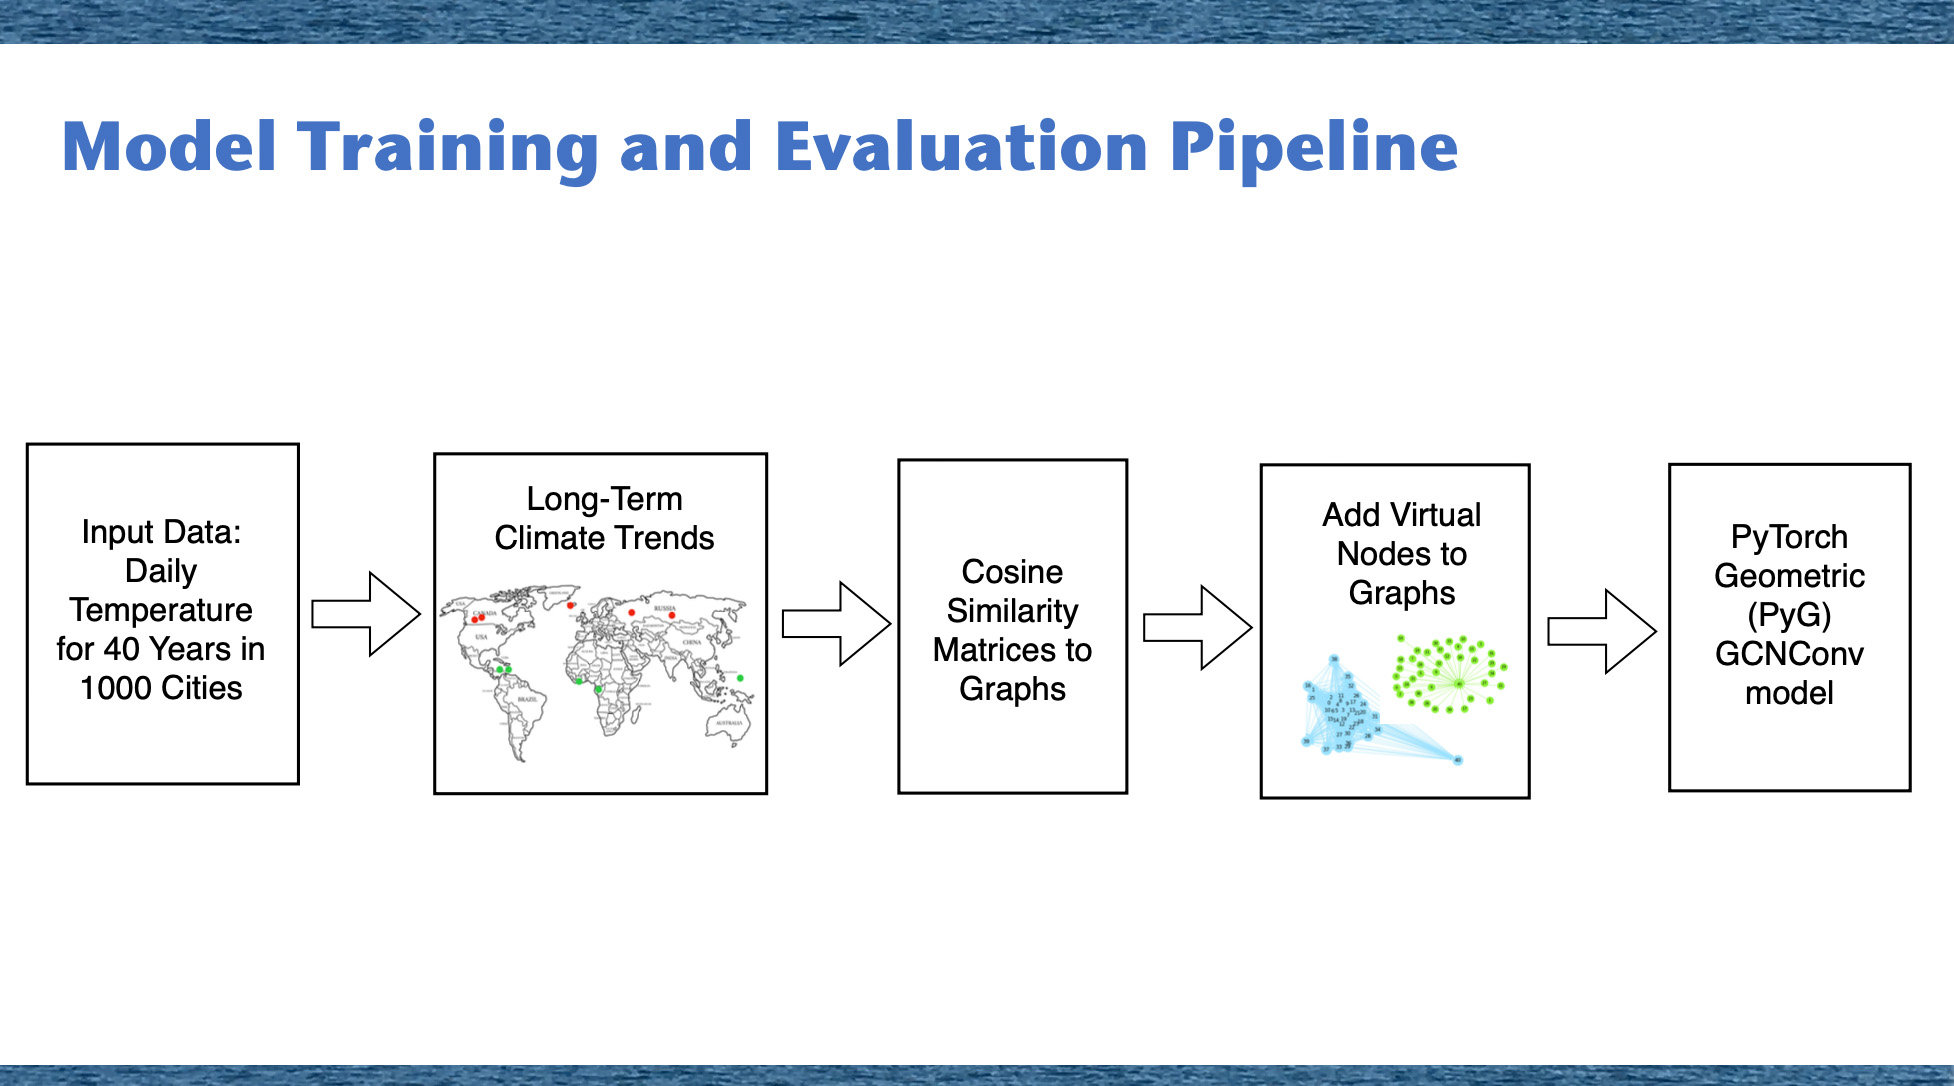 Model Training and Evaluation Pipeline
Input Data:
Daily
Temperature
for 40 Years in
1000 Cities
Long-Term
Climate Trends
CANADA
USA
RUSSIA
CHINA
BRAZIL
AUSTRALIA
Cosine
Similarity
Matrices to
Graphs
Add Virtual
Nodes to
Graphs
PyTorch
Geometric
(PyG)
GCNConv
model